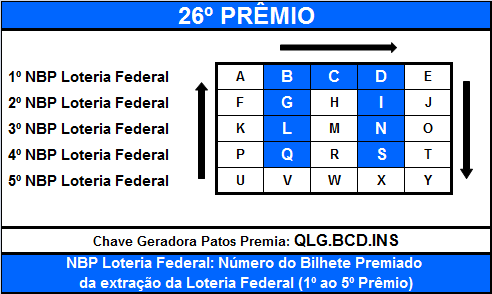 26º PRÊMIO
1º NBP Loteria Federal A B C D E
2º NBP Loteria Federal F G H I J
3º NBP Loteria Federal K L M N O
4º NBP Loteria Federal P Q R S T
5º NBP Loteria Federal U V W X Y
Chave Geradora Patos Premia: QLG.BCD.INS
NBP Loteria Federal: Número do Bilhete Premiado
da extração da Loteria Federal (1º ao 5º Prêmio)